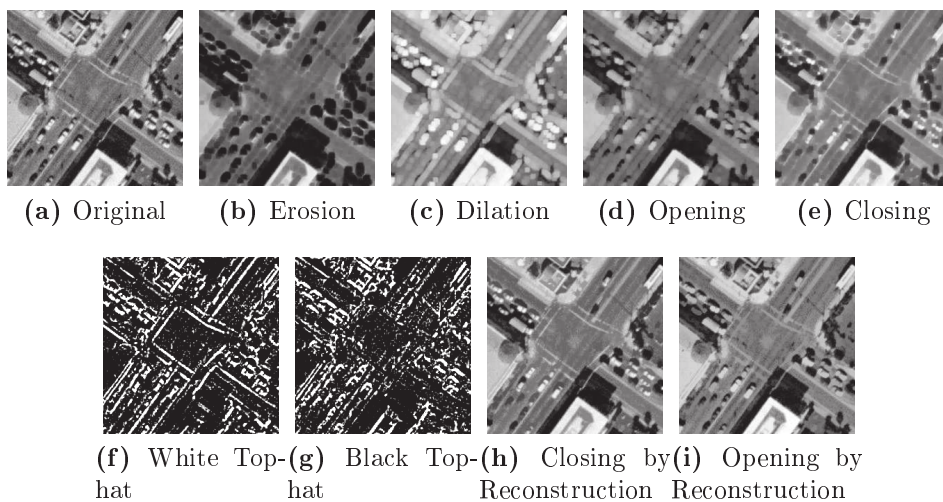 (a) Original (b) Erosion (c) Dilation (d) Opening (e) Closing
(f) White Top-
hat
(g) Black Top-
hat
(h) Closing by
Reconstruction
(i) Opening by
Reconstruction